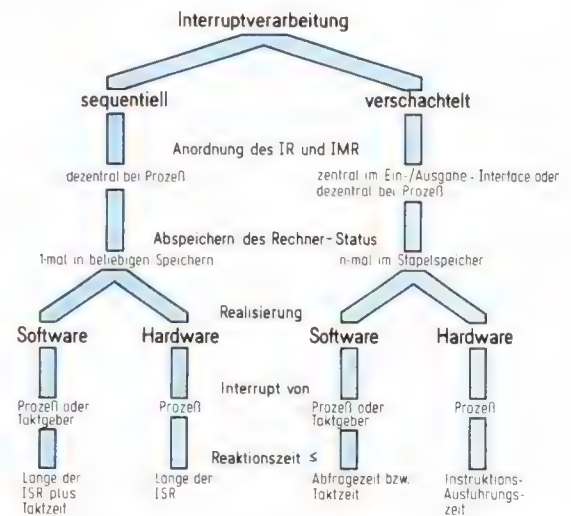 Interruptverarbeitung
sequentiell
verschachtelt
Anordnung des IR und IMR
dezentral bei Prozeß
zentral im Ein-/Ausgane - Interface oder
dezentral bei Prozeß
Abspeichern des Rechner-Status
1-mal in beliebigen Speichern
n-mal im Stapelspeicher
Realisierung
Software
Hardware
Software
Hardware
Interrupt von
Prozeß oder
Taktgeber
Prozeß
Prozeß oder
Taktgeber
Prozeß
Reaktionszeit ≤
Länge der
ISR plus
Taktzeit
Länge der
ISR
Abfragezeit bzw.
Taktzeit
Instruktions-
Ausführungs-
zeit